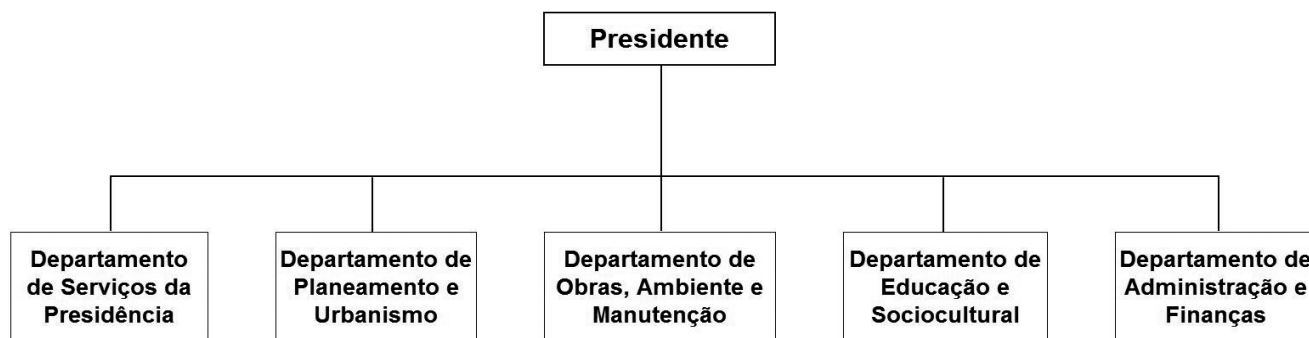 Presidente
Departamento
de Serviços da
Presidência
Departamento de
Planeamento e
Urbanismo
Departamento de
Obras, Ambiente e
Manutenção
Departamento de
Educação e
Sociocultural
Departamento de
Administração e
Finanças